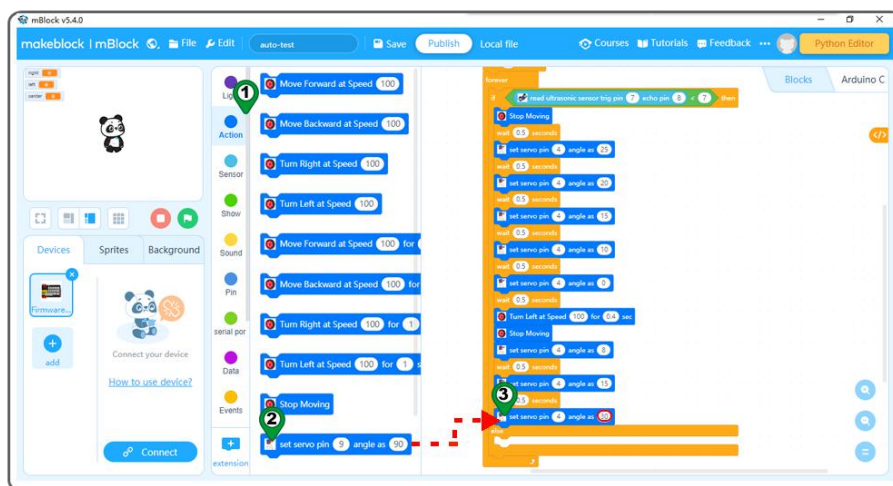 mBlock v5.4.0
makeblock | mBlock File Edit auto-test Save Publish Local file Courses Tutorials Feedback ••• Python Editor
right 0
left 0
center 0
Devices Sprites Background
Firmware...
add
Connect your device
How to use device?
Connect
Action
Sensor
Show
Sound
Pin
serial por
Data
Events
extension
1
Move Forward at Speed 100
Move Backward at Speed 100
Turn Right at Speed 100
Turn Left at Speed 100
Move Forward at Speed 100 for
Move Backward at Speed 100 for
Turn Right at Speed 100 for 1
Turn Left at Speed 100 for 1 s
Stop Moving
2
set servo pin 9 angle as 90
forever
if read ultrasonic sensor trig pin 7 echo pin 8 < 7 then
Stop Moving
wait 0.5 seconds
set servo pin 4 angle as 25
wait 0.5 seconds
set servo pin 4 angle as 20
wait 0.5 seconds
set servo pin 4 angle as 15
wait 0.5 seconds
set servo pin 4 angle as 10
wait 0.5 seconds
set servo pin 4 angle as 0
wait 0.5 seconds
Turn Left at Speed 100 for 0.4 sec
Stop Moving
set servo pin 4 angle as 8
wait 0.5 seconds
set servo pin 4 angle as 15
3
0.5 seconds
set servo pin 4 angle as
else
Blocks Arduino C
</>